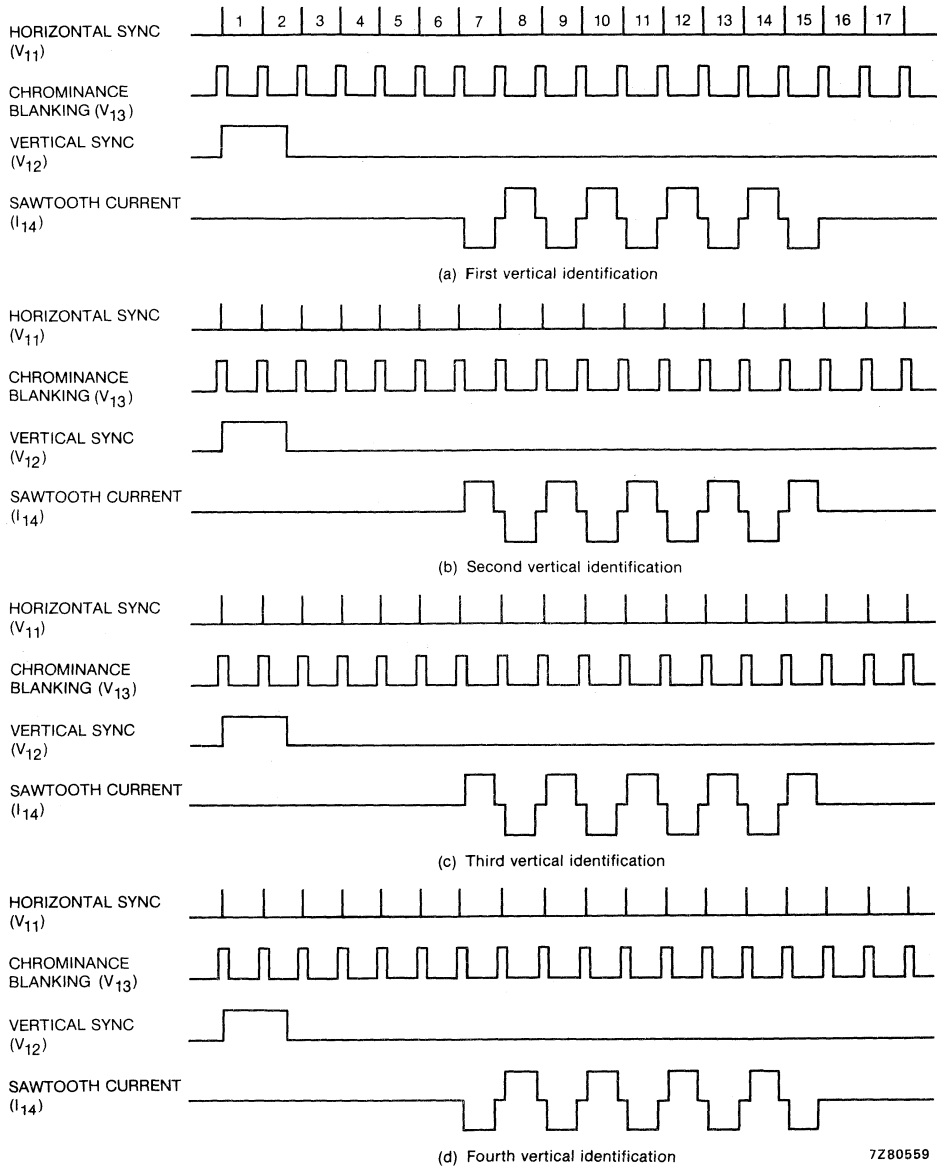 1 2 3 4 5 6 7 8 9 10 11 12 13 14 15 16 17
HORIZONTAL SYNC
(V11)
CHROMINANCE
BLANKING (V13)
VERTICAL SYNC
(V12)
SAWTOOTH CURRENT
(I14)
(a) First vertical identification
HORIZONTAL SYNC
(V11)
CHROMINANCE
BLANKING (V13)
VERTICAL SYNC
(V12)
SAWTOOTH CURRENT
(I14)
(b) Second vertical identification
HORIZONTAL SYNC
(V11)
CHROMINANCE
BLANKING (V13)
VERTICAL SYNC
(V12)
SAWTOOTH CURRENT
(I14)
(c) Third vertical identification
HORIZONTAL SYNC
(V11)
CHROMINANCE
BLANKING (V13)
VERTICAL SYNC
(V12)
SAWTOOTH CURRENT
(I14)
(d) Fourth vertical identification
7Z80559